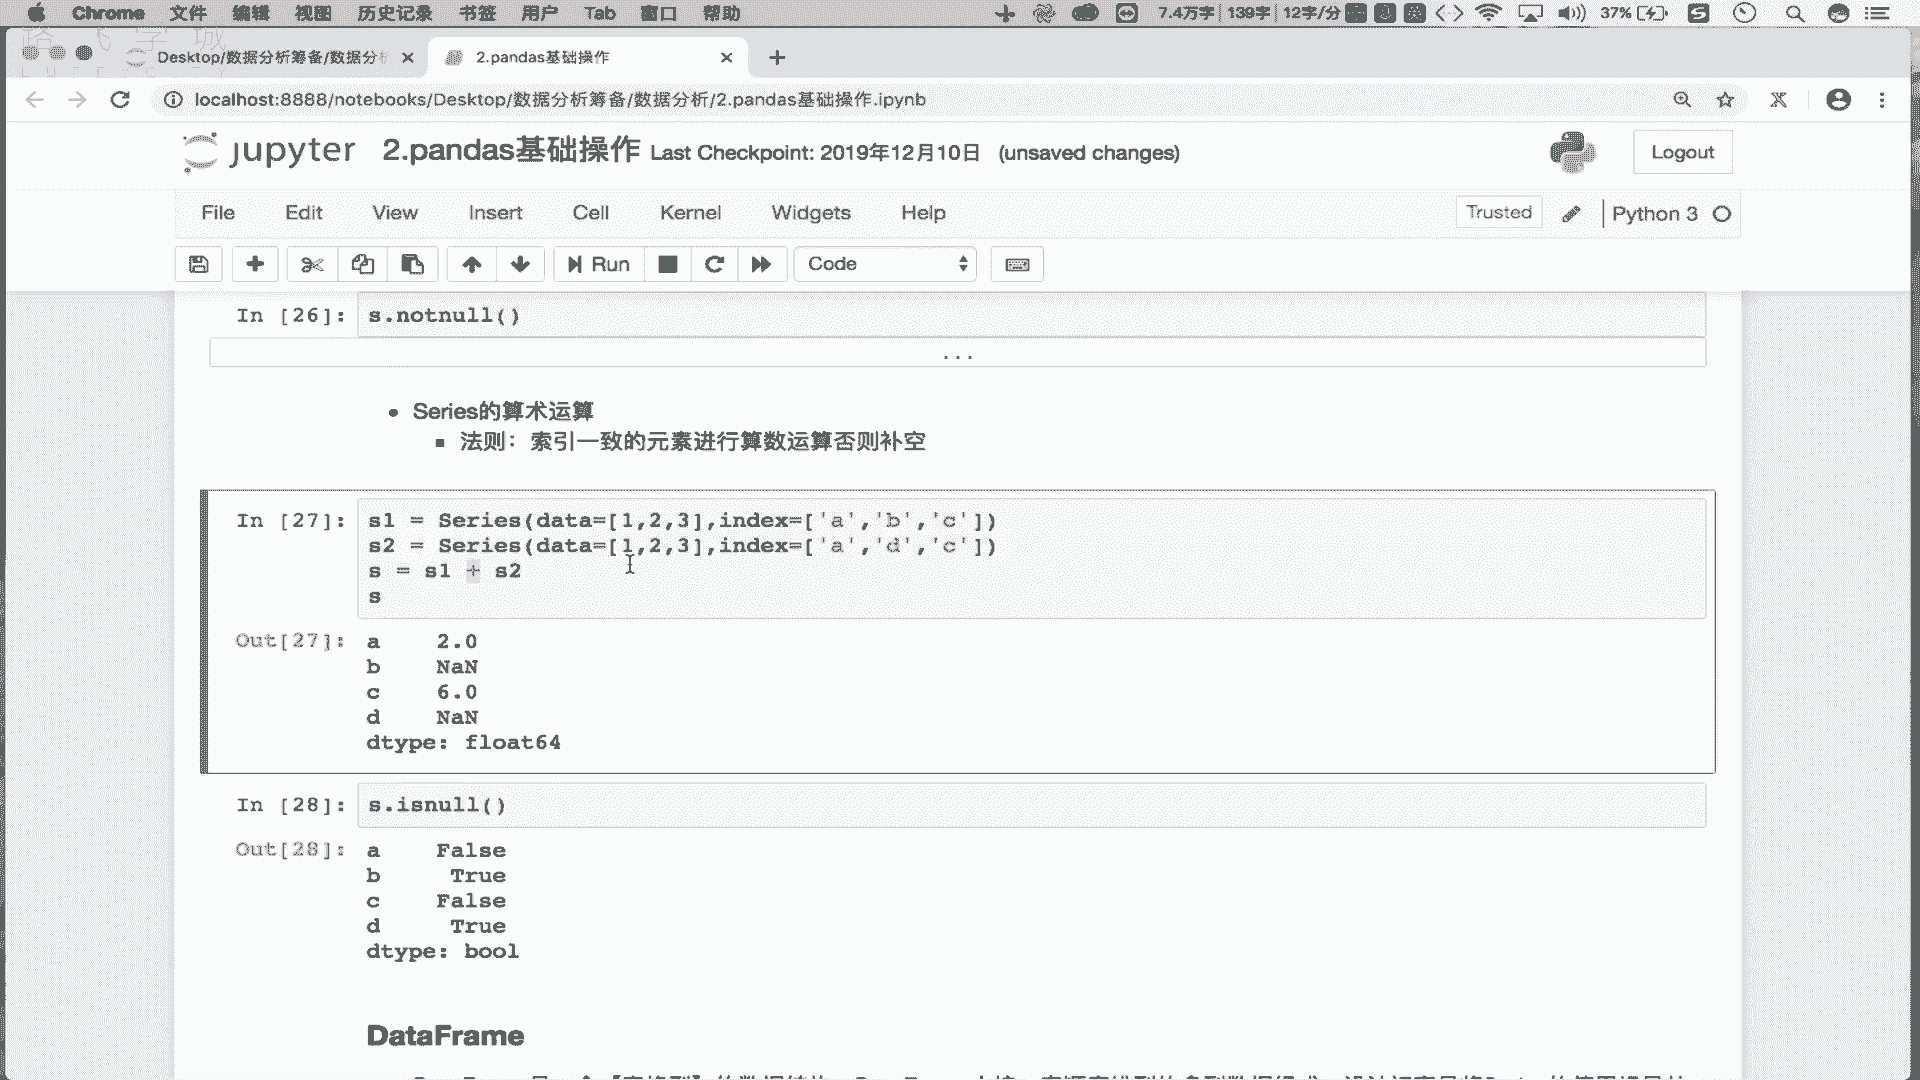 Chrome 文件 编辑 视图 历史记录 书签 用户 Tab 窗口 帮助 7.4万字 139字 12字/分 37%
Desktop/数据分析筹备/数据分析 2.pandas基础操作
localhost:8888/notebooks/Desktop/数据分析筹备/数据分析/2.pandas基础操作.ipynb
jupyter 2.pandas基础操作 Last Checkpoint: 2019年12月10日 (unsaved changes) Logout
File Edit View Insert Cell Kernel Widgets Help Trusted Python 3
Run Code
In [26]: s.notnull()
...
Series的算术运算
法则：索引一致的元素进行算数运算否则补空
In [27]: s1 = Series(data=[1,2,3],index=['a','b','c'])
s2 = Series(data=[1,2,3],index=['a','d','c'])
s = s1 + s2
s
Out[27]: a 2.0
b NaN
c 6.0
d NaN
dtype: float64
In [28]: s.isnull()
Out[28]: a False
b True
c False
d True
dtype: bool
DataFrame